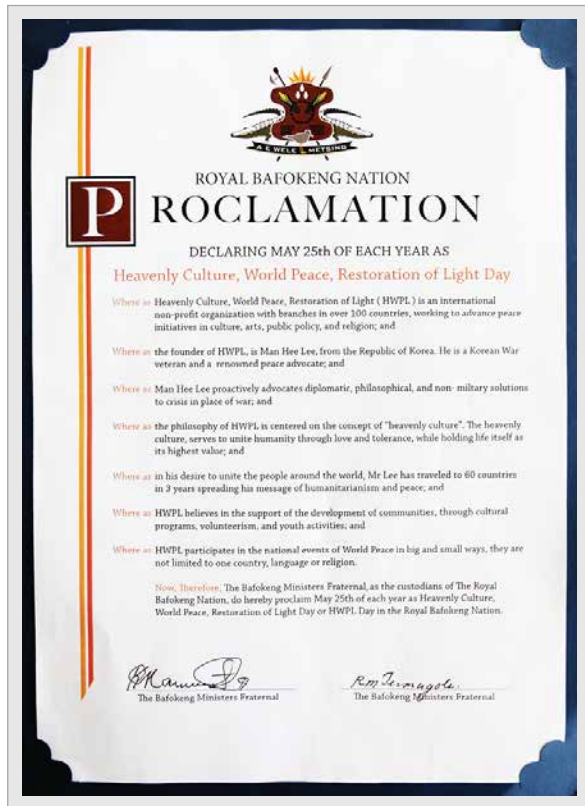 A E WELE METSING
ROYAL BAFOKENG NATION
PROCLAMATION
DECLARING MAY 25th OF EACH YEAR AS
Heavenly Culture, World Peace, Restoration of Light Day
Where as Heavenly Culture, World Peace, Restoration of Light ( HWPL ) is an international
non-profit organization with branches in over 100 countries, working to advance peace
initiatives in culture, arts, public policy, and religion; and
Where as the founder of HWPL, is Man Hee Lee, from the Republic of Korea. He is a Korean War
veteran and a renowned peace advocate; and
Where as Man Hee Lee proactively advocates diplomatic, philosophical, and non- miltary solutions
to crisis in place of war; and
Where as the philosophy of HWPL is centered on the concept of "heavenly culture". The heavenly
culture, serves to unite humanity through love and tolerance, while holding life itself as
its highest value; and
Where as in his desire to unite the people around the world, Mr Lee has traveled to 60 countries
in 3 years spreading his message of humanitarianism and peace; and
Where as HWPL believes in the support of the development of communities, through cultural
programs, volunteerism, and youth activities; and
Where as HWPL participates in the national events of World Peace in big and small ways, they are
not limited to one country, language or religion.
Now, Therefore, The Bafokeng Ministers Fraternal, as the custodians of The Royal
Bafokeng Nation, do hereby proclaim May 25th of each year as Heavenly Culture,
World Peace, Restoration of Light Day or HWPL Day in the Royal Bafokeng Nation.
The Bafokeng Ministers Fraternal
The Bafokeng Ministers Fraternal